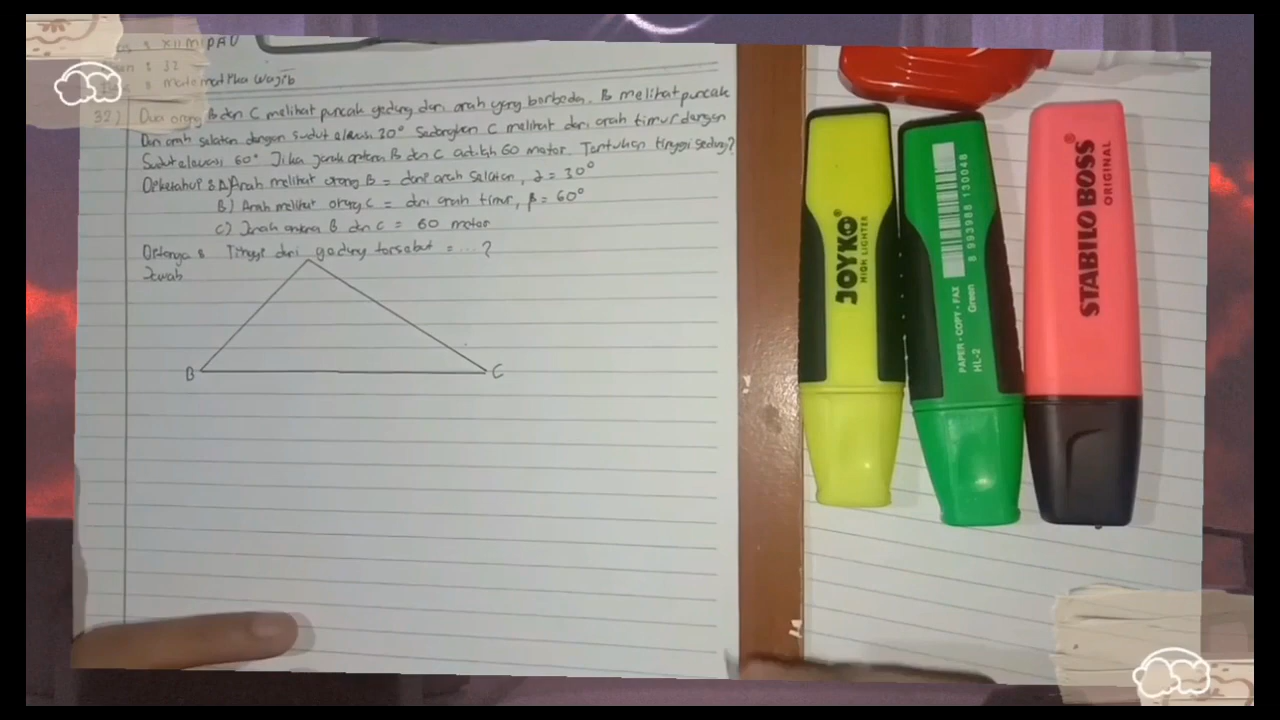 : XII MIPA U
: 32
: matematika wajib
32) Dua orang B dan C melihat puncak gedung dari arah yang berbeda. B melihat puncak
Dari arah selatan dengan sudut elevasi 30° Sedangkan C melihat dari arah timur dengan
Sudut elevasi 60° Jika jarak antara B dan C adalah 60 meter. Tentukan tinggi gedung?
Diketahui : A) Arah melihat orang B = dari arah selatan, = 30°
B) Arah melihat orang C = dari arah timur, β = 60°
C) Jarak antara B dan C = 60 meter
Ditanya : Tinggi dari gedung tersebut = .... ?
Jawab
B
C
JOYKO
HIGH LIGHTER
PAPER - COPY - FAX
HL-2
Green
8 993988 130048
STABILO BOSS
ORIGINAL